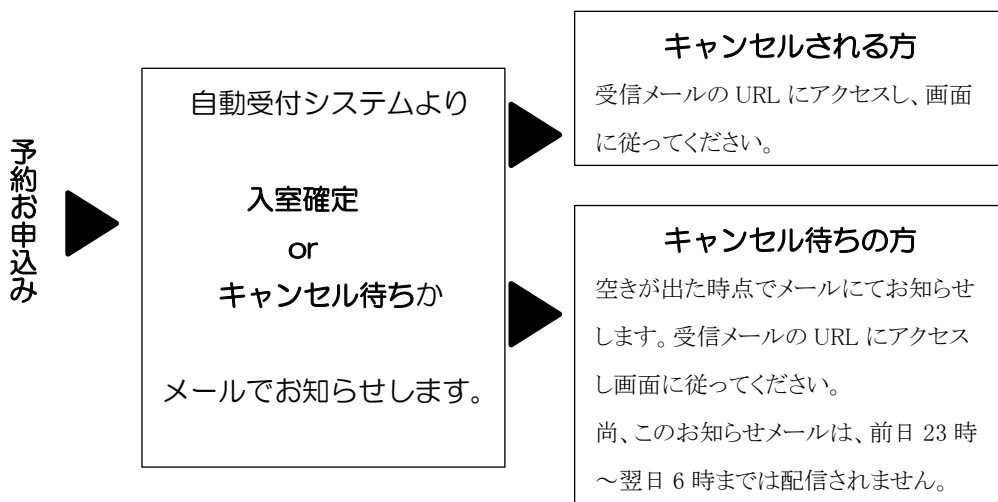 予約お申込み
自動受付システムより
入室確定
or
キャンセル待ちか
メールでお知らせします。
キャンセルされる方
受信メールの URL にアクセスし、画面
に従ってください。
キャンセル待ちの方
空きが出た時点でメールにてお知らせ
します。受信メールの URL にアクセス
し画面に従ってください。
尚、このお知らせメールは、前日 23 時
～翌日 6 時までは配信されません。